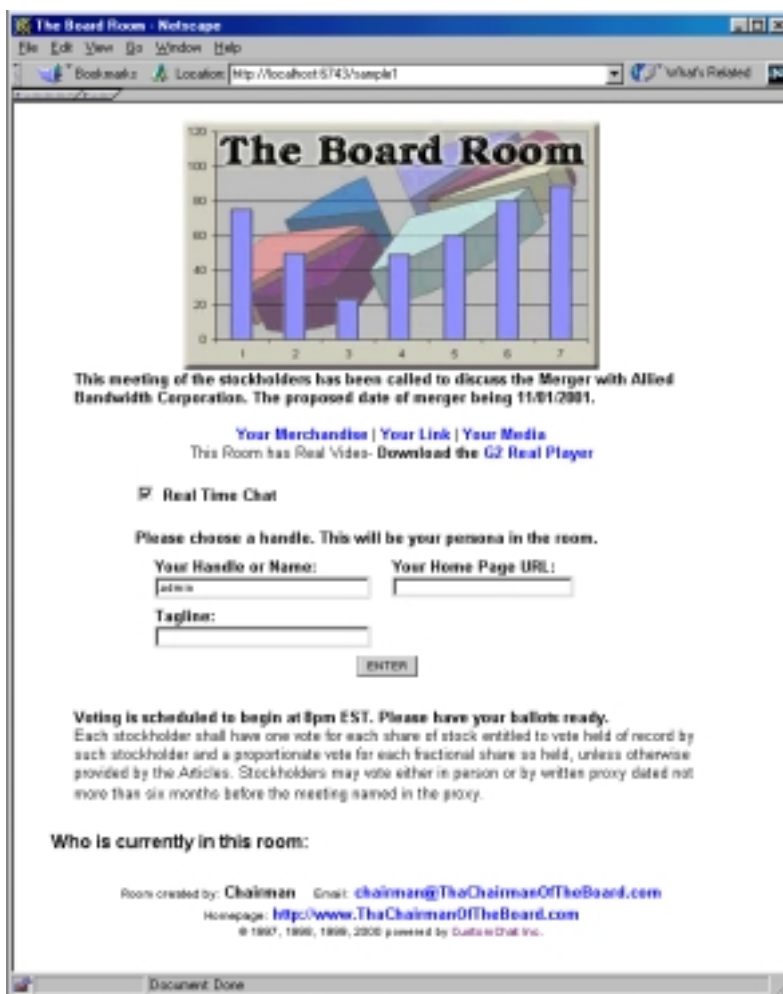 The Board Room - Netscape
File Edit View Go Window Help
Bookmarks Location: http://localhost:6743/sample1 What's Related
The Board Room
120
100
80
60
40
20
0
1 2 3 4 5 6 7
This meeting of the stockholders has been called to discuss the Merger with Allied
Bandwidth Corporation. The proposed date of merger being 11/01/2001.
Your Merchandise | Your Link | Your Media
This Room has Real Video- Download the G2 Real Player
Real Time Chat
Please choose a handle. This will be your persona in the room.
Your Handle or Name: Your Home Page URL:
admin
Tagline:
ENTER
Voting is scheduled to begin at 8pm EST. Please have your ballots ready.
Each stockholder shall have one vote for each share of stock entitled to vote held of record by
such stockholder and a proportionate vote for each fractional share so held, unless otherwise
provided by the Articles. Stockholders may vote either in person or by written proxy dated not
more than six months before the meeting named in the proxy.
Who is currently in this room:
Room created by: Chairman Email: chairman@ThaChairmanOfTheBoard.com
Homepage: http://www.ThaChairmanOfTheBoard.com
© 1997, 1998, 1999, 2000 powered by CustomChat Inc.
Document: Done